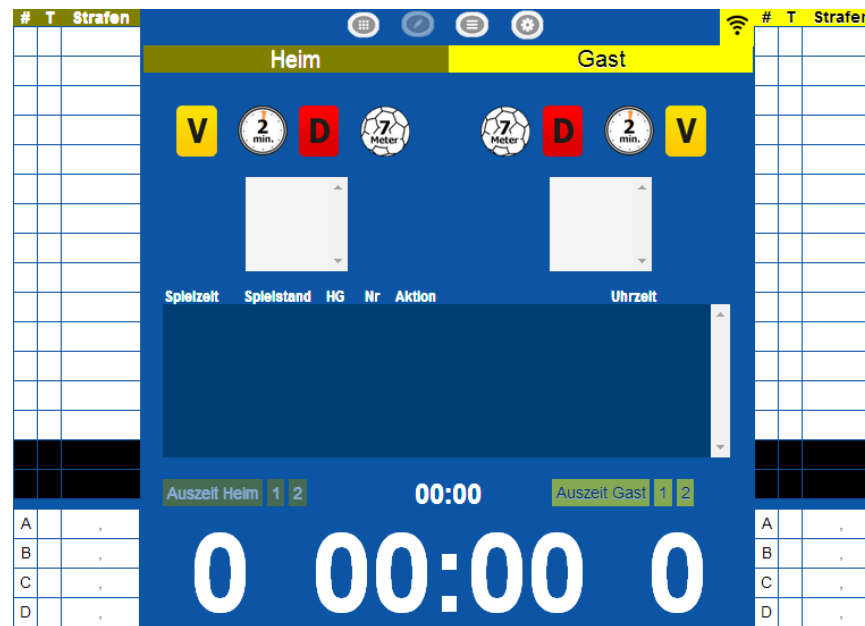 # T Strafen
# T Strafen
Heim Gast
V 2 min. D 7 Meter 7 Meter D 2 min. V
Spielzeit Spielstand HG Nr Aktion Uhrzeit
Auszeit Heim 1 2 00:00 Auszeit Gast 1 2
0 00:00 0
A , A ,
B , B ,
C , C ,
D , D ,